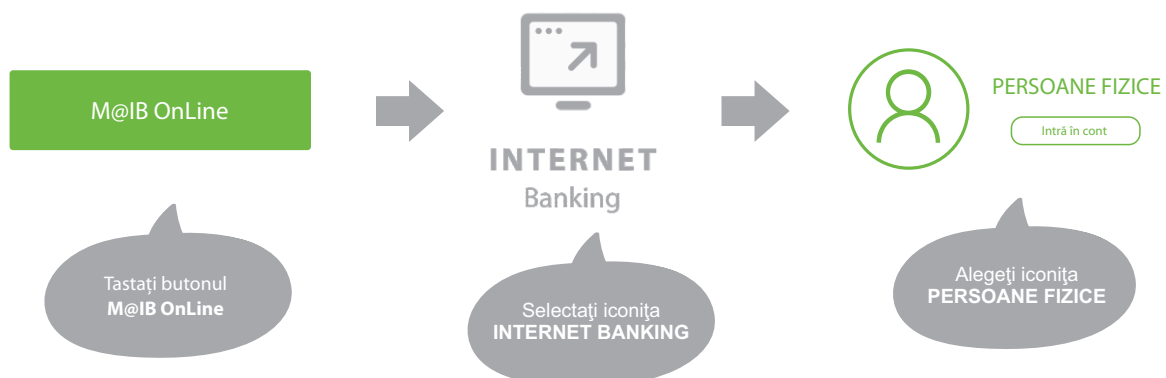 M@IB OnLine
INTERNET
Banking
PERSOANE FIZICE
Intră în cont
Tastați butonul
M@IB OnLine
Selectaţi iconiţa
INTERNET BANKING
Alegeţi iconiţa
PERSOANE FIZICE